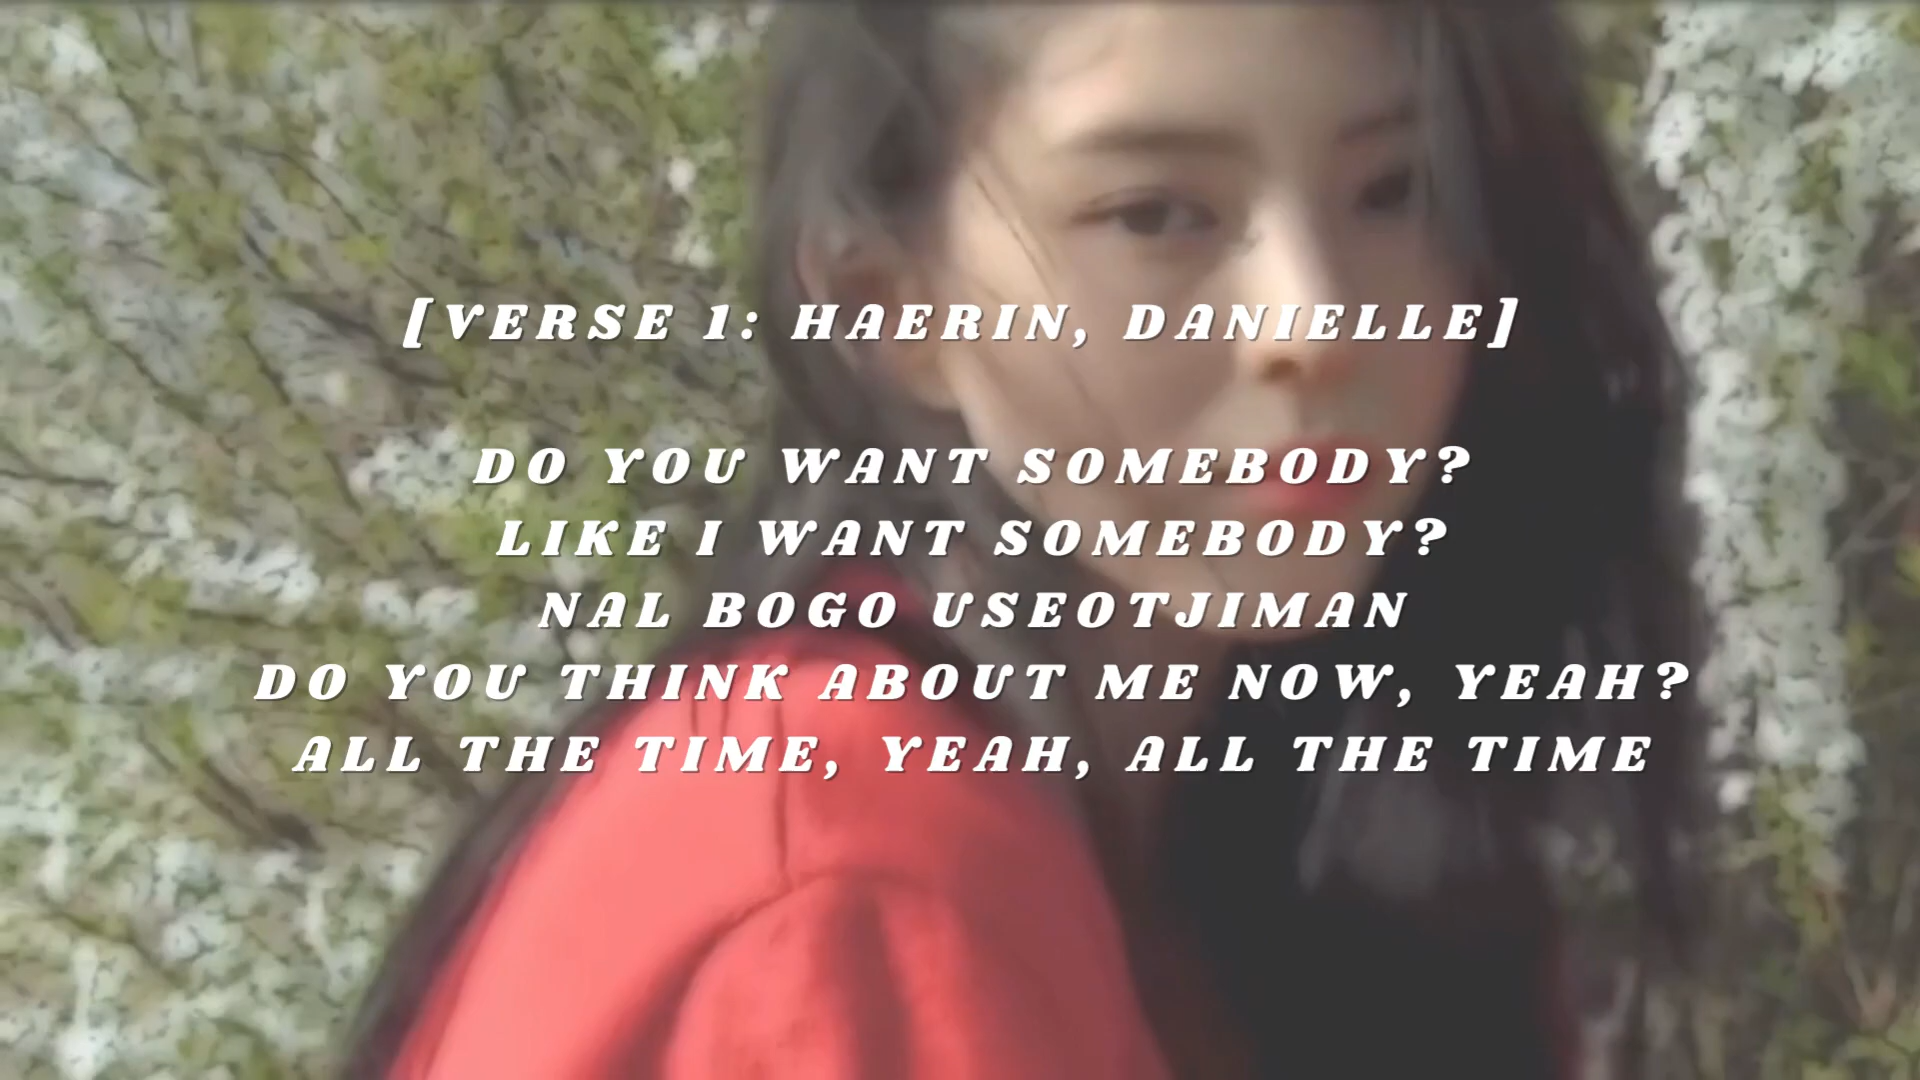 [VERSE 1: HAERIN, DANIELLE]
DO YOU WANT SOMEBODY?
LIKE I WANT SOMEBODY?
NAL BOGO USEOTJIMAN
DO YOU THINK ABOUT ME NOW, YEAH?
ALL THE TIME, YEAH, ALL THE TIME